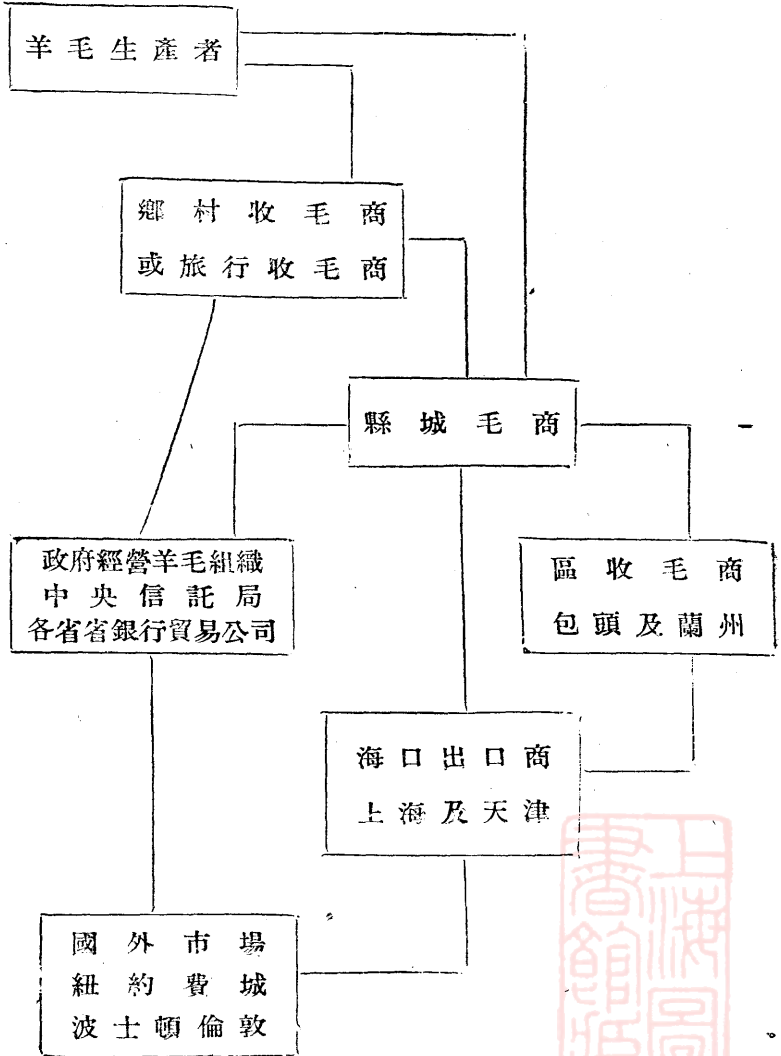 羊毛生產者
鄉村收毛商
或旅行收毛商
縣城毛商
政府經營羊毛組織
中央信託局
各省省銀行貿易公司
區收毛商
包頭及蘭州
海口出口商
上海及天津
國外市場
紐約費城
波士頓倫敦